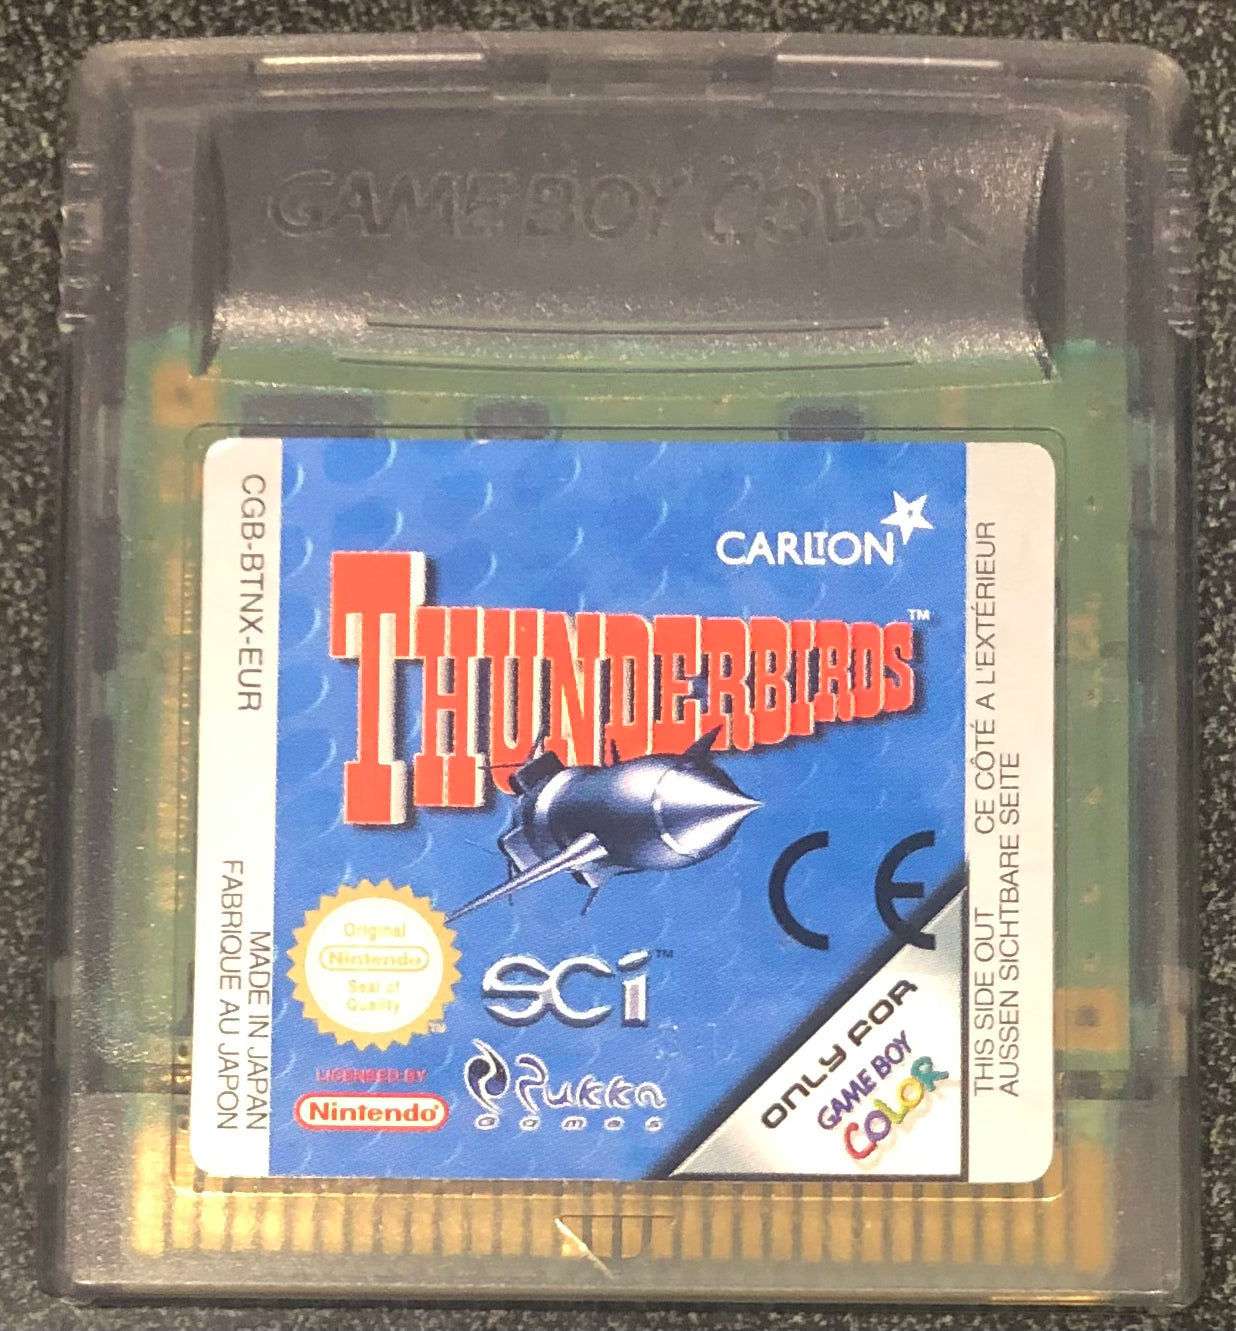 GAME BOY COLOR
CGB-BTNX-EUR
MADE IN JAPAN
FABRIQUE AU JAPON
CARLTON
THUNDERBIRDS™
Original
Nintendo
Seal of
Quality
TM
SCi™
LICENSED BY
Nintendo®
Pukka
games
CE
ONLY FOR
GAME BOY
COLOR
THIS SIDE OUT CE CÔTÉ A L'EXTÉRIEUR
AUSSEN SICHTBARE SEITE